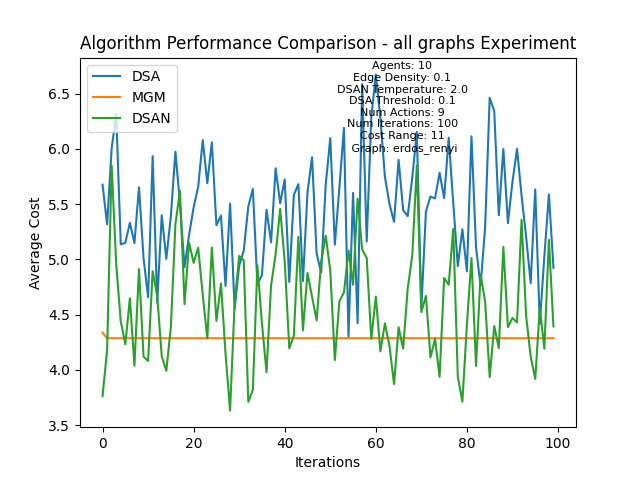 Algorithm Performance Comparison - all graphs Experiment
DSA
MGM
DSAN
Agents: 10
Edge Density: 0.1
DSAN Temperature: 2.0
DSA Threshold: 0.1
Num Actions: 9
Num Iterations: 100
Cost Range: 11
Graph: erdos_renyi
Average Cost
6.5
6.0
5.5
5.0
4.5
4.0
3.5
0 20 40 60 80 100
Iterations